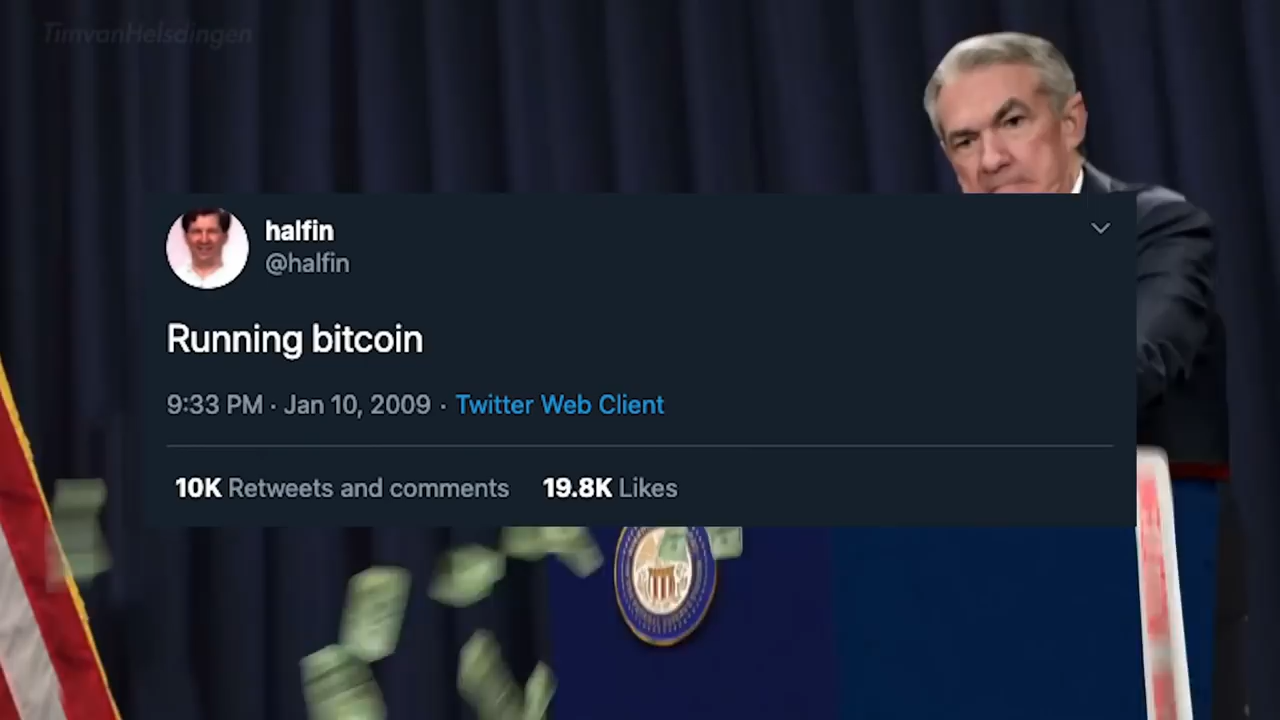 TimvanHelsdingen
halfin
@halfin
Running bitcoin
9:33 PM · Jan 10, 2009 · Twitter Web Client
10K Retweets and comments 19.8K Likes